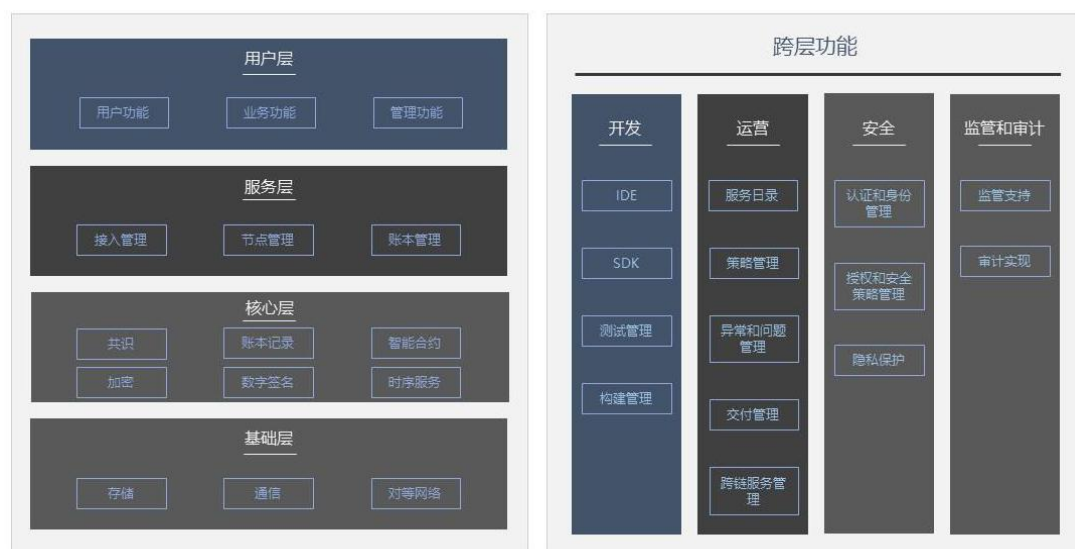 用户层
用户功能 业务功能 管理功能
服务层
接入管理 节点管理 账本管理
核心层
共识 账本记录 智能合约
加密 数字签名 时序服务
基础层
存储 通信 对等网络
跨层功能
开发
IDE
SDK
测试管理
构建管理
运营
服务日录
策略管理
异常和问题
管理
交付管理
跨链服务管
理
安全
认证和身份
管理
授权和安全
策略管理
隐私保护
监管和审计
监管支持
审计实现